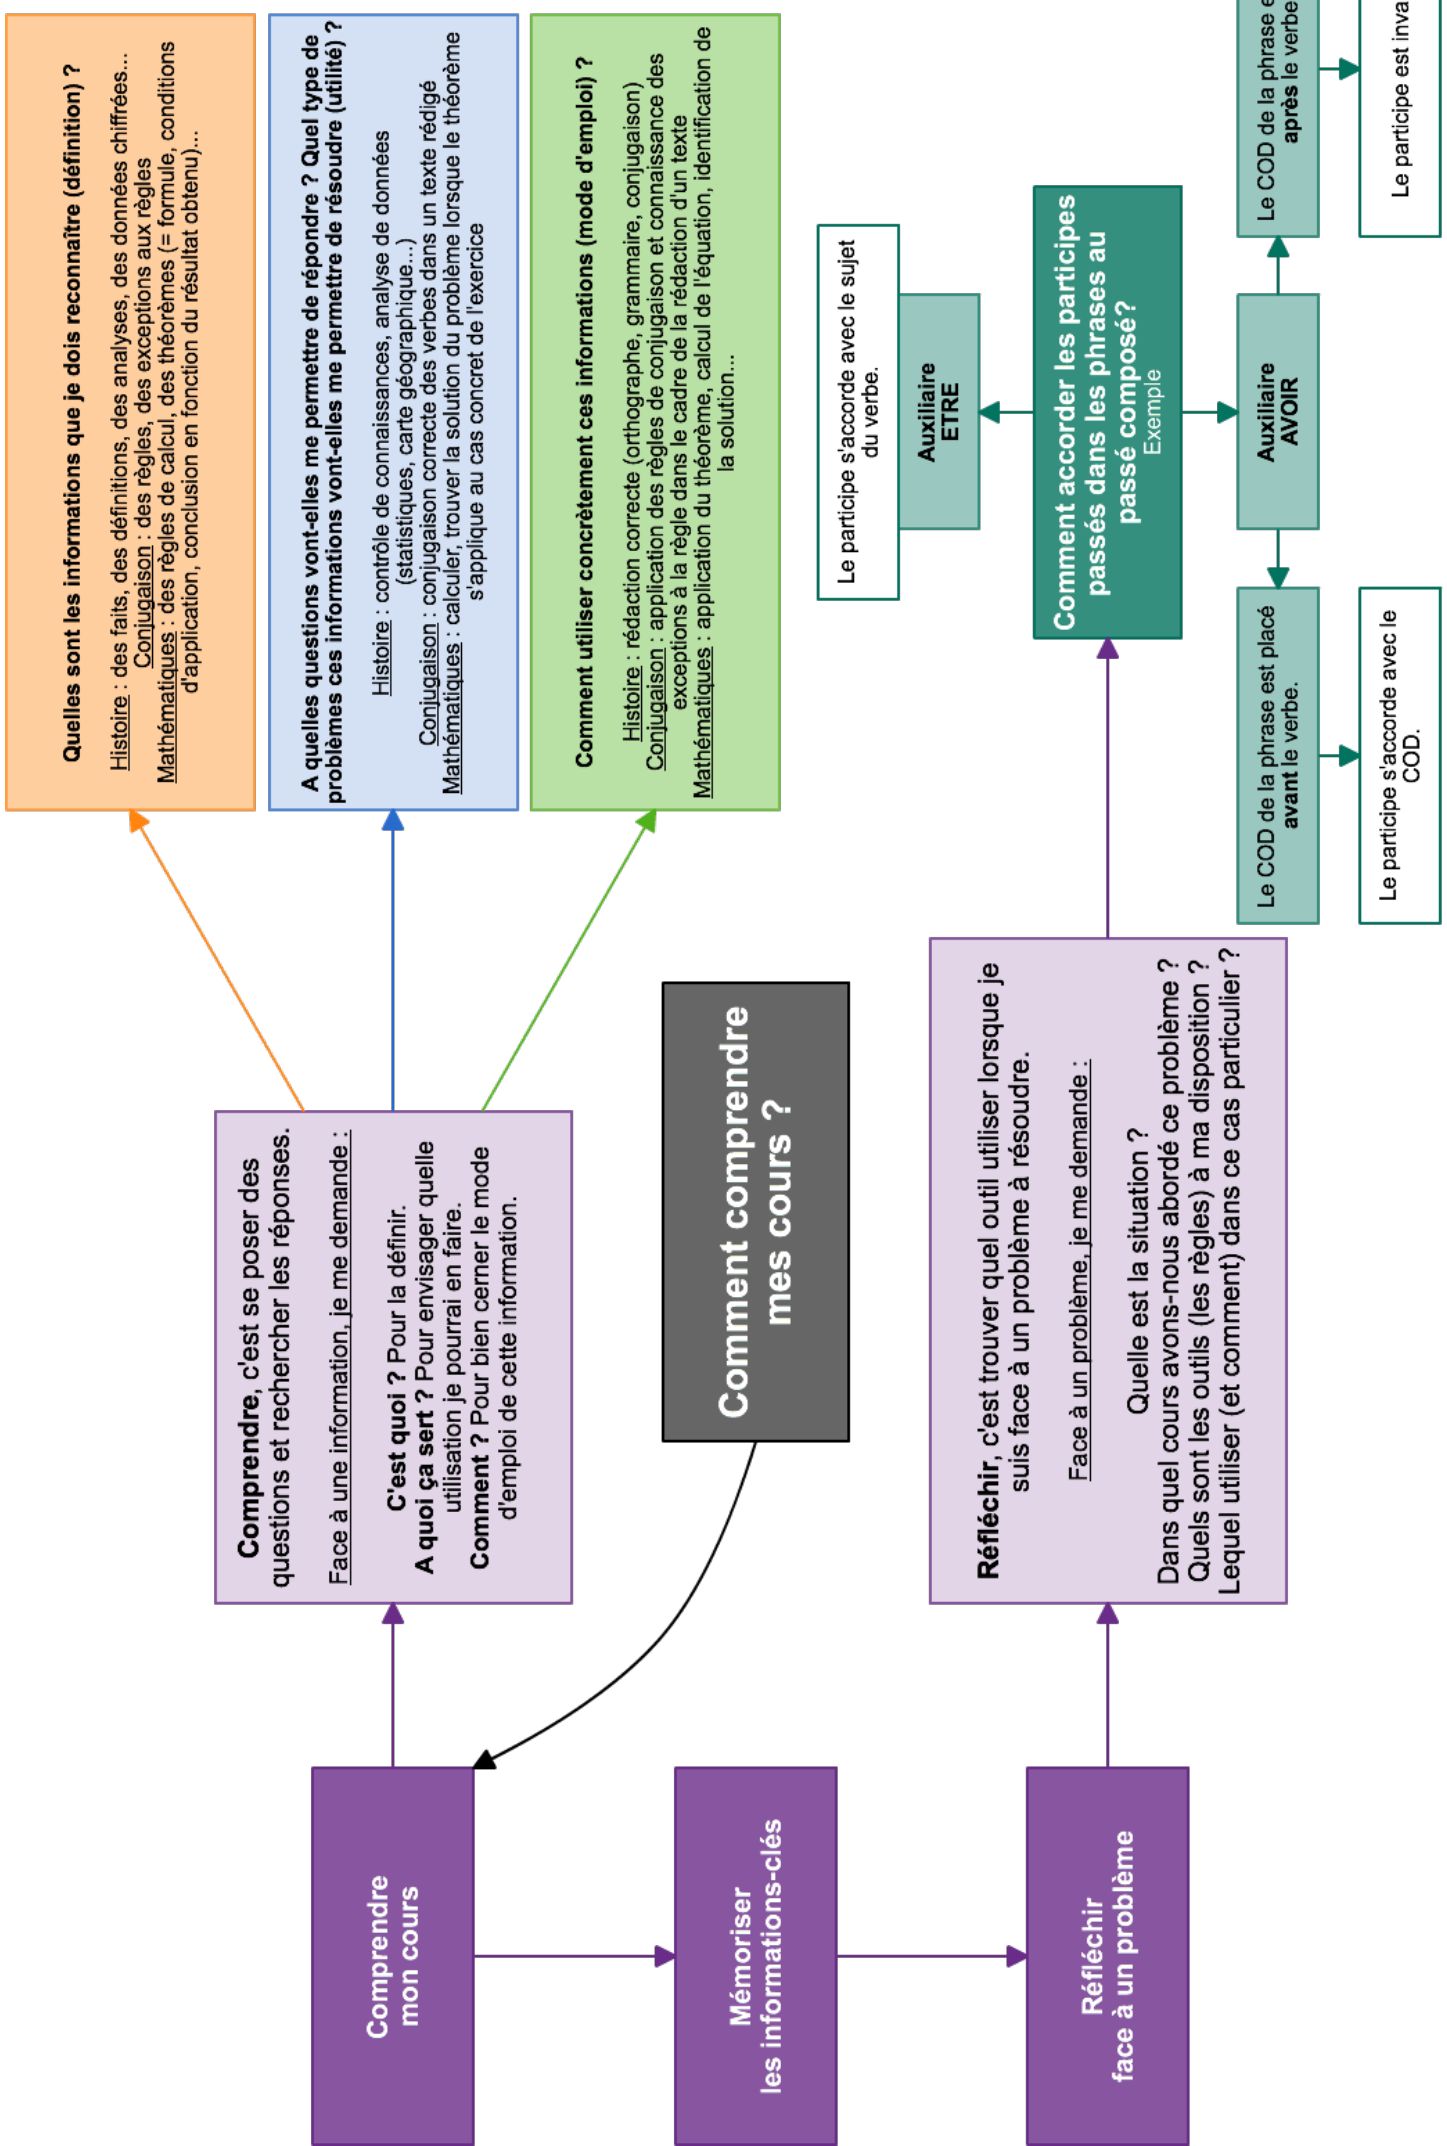 Comment comprendre
mes cours ?
Comprendre
mon cours
Comprendre, c'est se poser des
questions et rechercher les réponses.
Face à une information, je me demande :
C'est quoi ? Pour la définir.
A quoi ça sert ? Pour envisager quelle
utilisation je pourrai en faire.
Comment ? Pour bien cerner le mode
d'emploi de cette information.
Quelles sont les informations que je dois reconnaître (définition) ?
Histoire : des faits, des définitions, des analyses, des données chiffrées...
Conjugaison : des règles, des exceptions aux règles
Mathématiques : des règles de calcul, des théorèmes (= formule, conditions
d'application, conclusion en fonction du résultat obtenu)...
A quelles questions vont-elles me permettre de répondre ? Quel type de
problèmes ces informations vont-elles me permettre de résoudre (utilité) ?
Histoire : contrôle de connaissances, analyse de données
(statistiques, carte géographique...)
Conjugaison : conjugaison correcte des verbes dans un texte rédigé
Mathématiques : calculer, trouver la solution du problème lorsque le théorème
s'applique au cas concret de l'exercice
Comment utiliser concrètement ces informations (mode d'emploi) ?
Histoire : rédaction correcte (orthographe, grammaire, conjugaison)
Conjugaison : application des règles de conjugaison et connaissance des
exceptions à la règle dans le cadre de la rédaction d'un texte
Mathématiques : application du théorème, calcul de l'équation, identification de
la solution...
Mémoriser
les informations-clés
Réfléchir
face à un problème
Réfléchir, c'est trouver quel outil utiliser lorsque je
suis face à un problème à résoudre.
Face à un problème, je me demande :
Quelle est la situation ?
Dans quel cours avons-nous abordé ce problème ?
Quels sont les outils (les règles) à ma disposition ?
Lequel utiliser (et comment) dans ce cas particulier ?
Comment accorder les participes
passés dans les phrases au
passé composé?
Exemple
Auxiliaire
ETRE
Le participe s'accorde avec le sujet
du verbe.
Auxiliaire
AVOIR
Le COD de la phrase est placé
avant le verbe.
Le participe s'accorde avec le
COD.
Le COD de la phrase
après le verbe
Le participe est